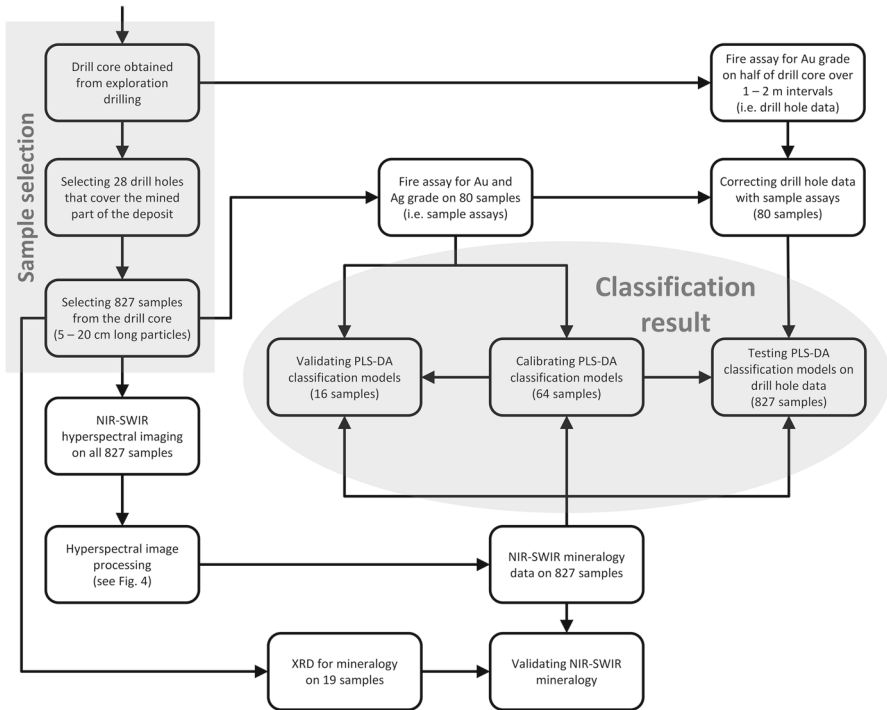 Sample selection
Drill core obtained
from exploration
drilling
Fire assay for Au grade
on half of drill core over
1 – 2 m intervals
(i.e. drill hole data)
Selecting 28 drill holes
that cover the mined
part of the deposit
Fire assay for Au and
Ag grade on 80 samples
(i.e. sample assays)
Correcting drill hole data
with sample assays
(80 samples)
Selecting 827 samples
from the drill core
(5 – 20 cm long particles)
Classification
result
Validating PLS-DA
classification models
(16 samples)
Calibrating PLS-DA
classification models
(64 samples)
Testing PLS-DA
classification models on
drill hole data
(827 samples)
NIR-SWIR
hyperspectral imaging
on all 827 samples
Hyperspectral image
processing
(see Fig. 4)
NIR-SWIR mineralogy
data on 827 samples
XRD for mineralogy
on 19 samples
Validating NIR-SWIR
mineralogy